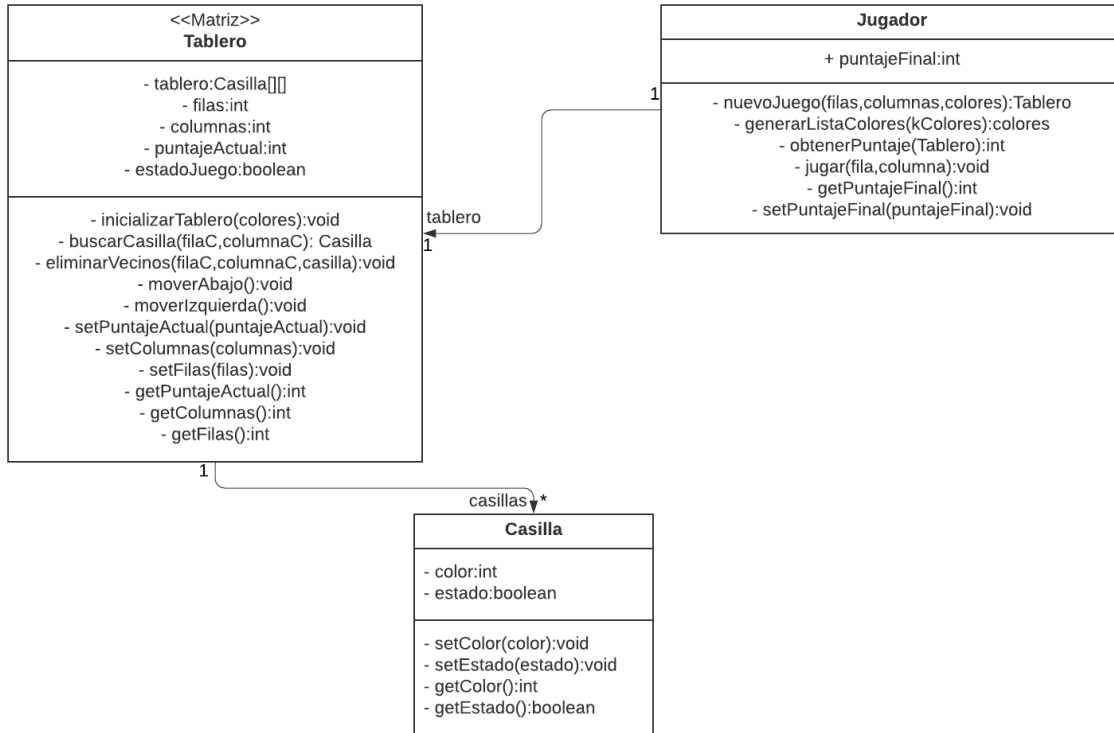 <<Matriz>>
Tablero
- tablero:Casilla[][]
- filas:int
- columnas:int
- puntajeActual:int
- estadoJuego:boolean
- inicializarTablero(colores):void
- buscarCasilla(filaC,columnaC): Casilla
- eliminarVecinos(filaC,columnaC,casilla):void
- moverAbajo():void
- moverIzquierda():void
- setPuntajeActual(puntajeActual):void
- setColumnas(columnas):void
- setFilas(filas):void
- getPuntajeActual():int
- getColumnas():int
- getFilas():int
Jugador
+ puntajeFinal:int
- nuevoJuego(filas,columnas,colores):Tablero
- generarListaColores(kColores):colores
- obtenerPuntaje(Tablero):int
- jugar(fila,columna):void
- getPuntajeFinal():int
- setPuntajeFinal(puntajeFinal):void
1
tablero
1
1
casillas *
Casilla
- color:int
- estado:boolean
- setColor(color):void
- setEstado(estado):void
- getColor():int
- getEstado():boolean